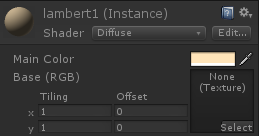 lambert1 (Instance)
Shader Diffuse Edit...
Main Color
Base (RGB)
None
(Texture)
Tiling Offset
x 1 0
y 1 0
Select